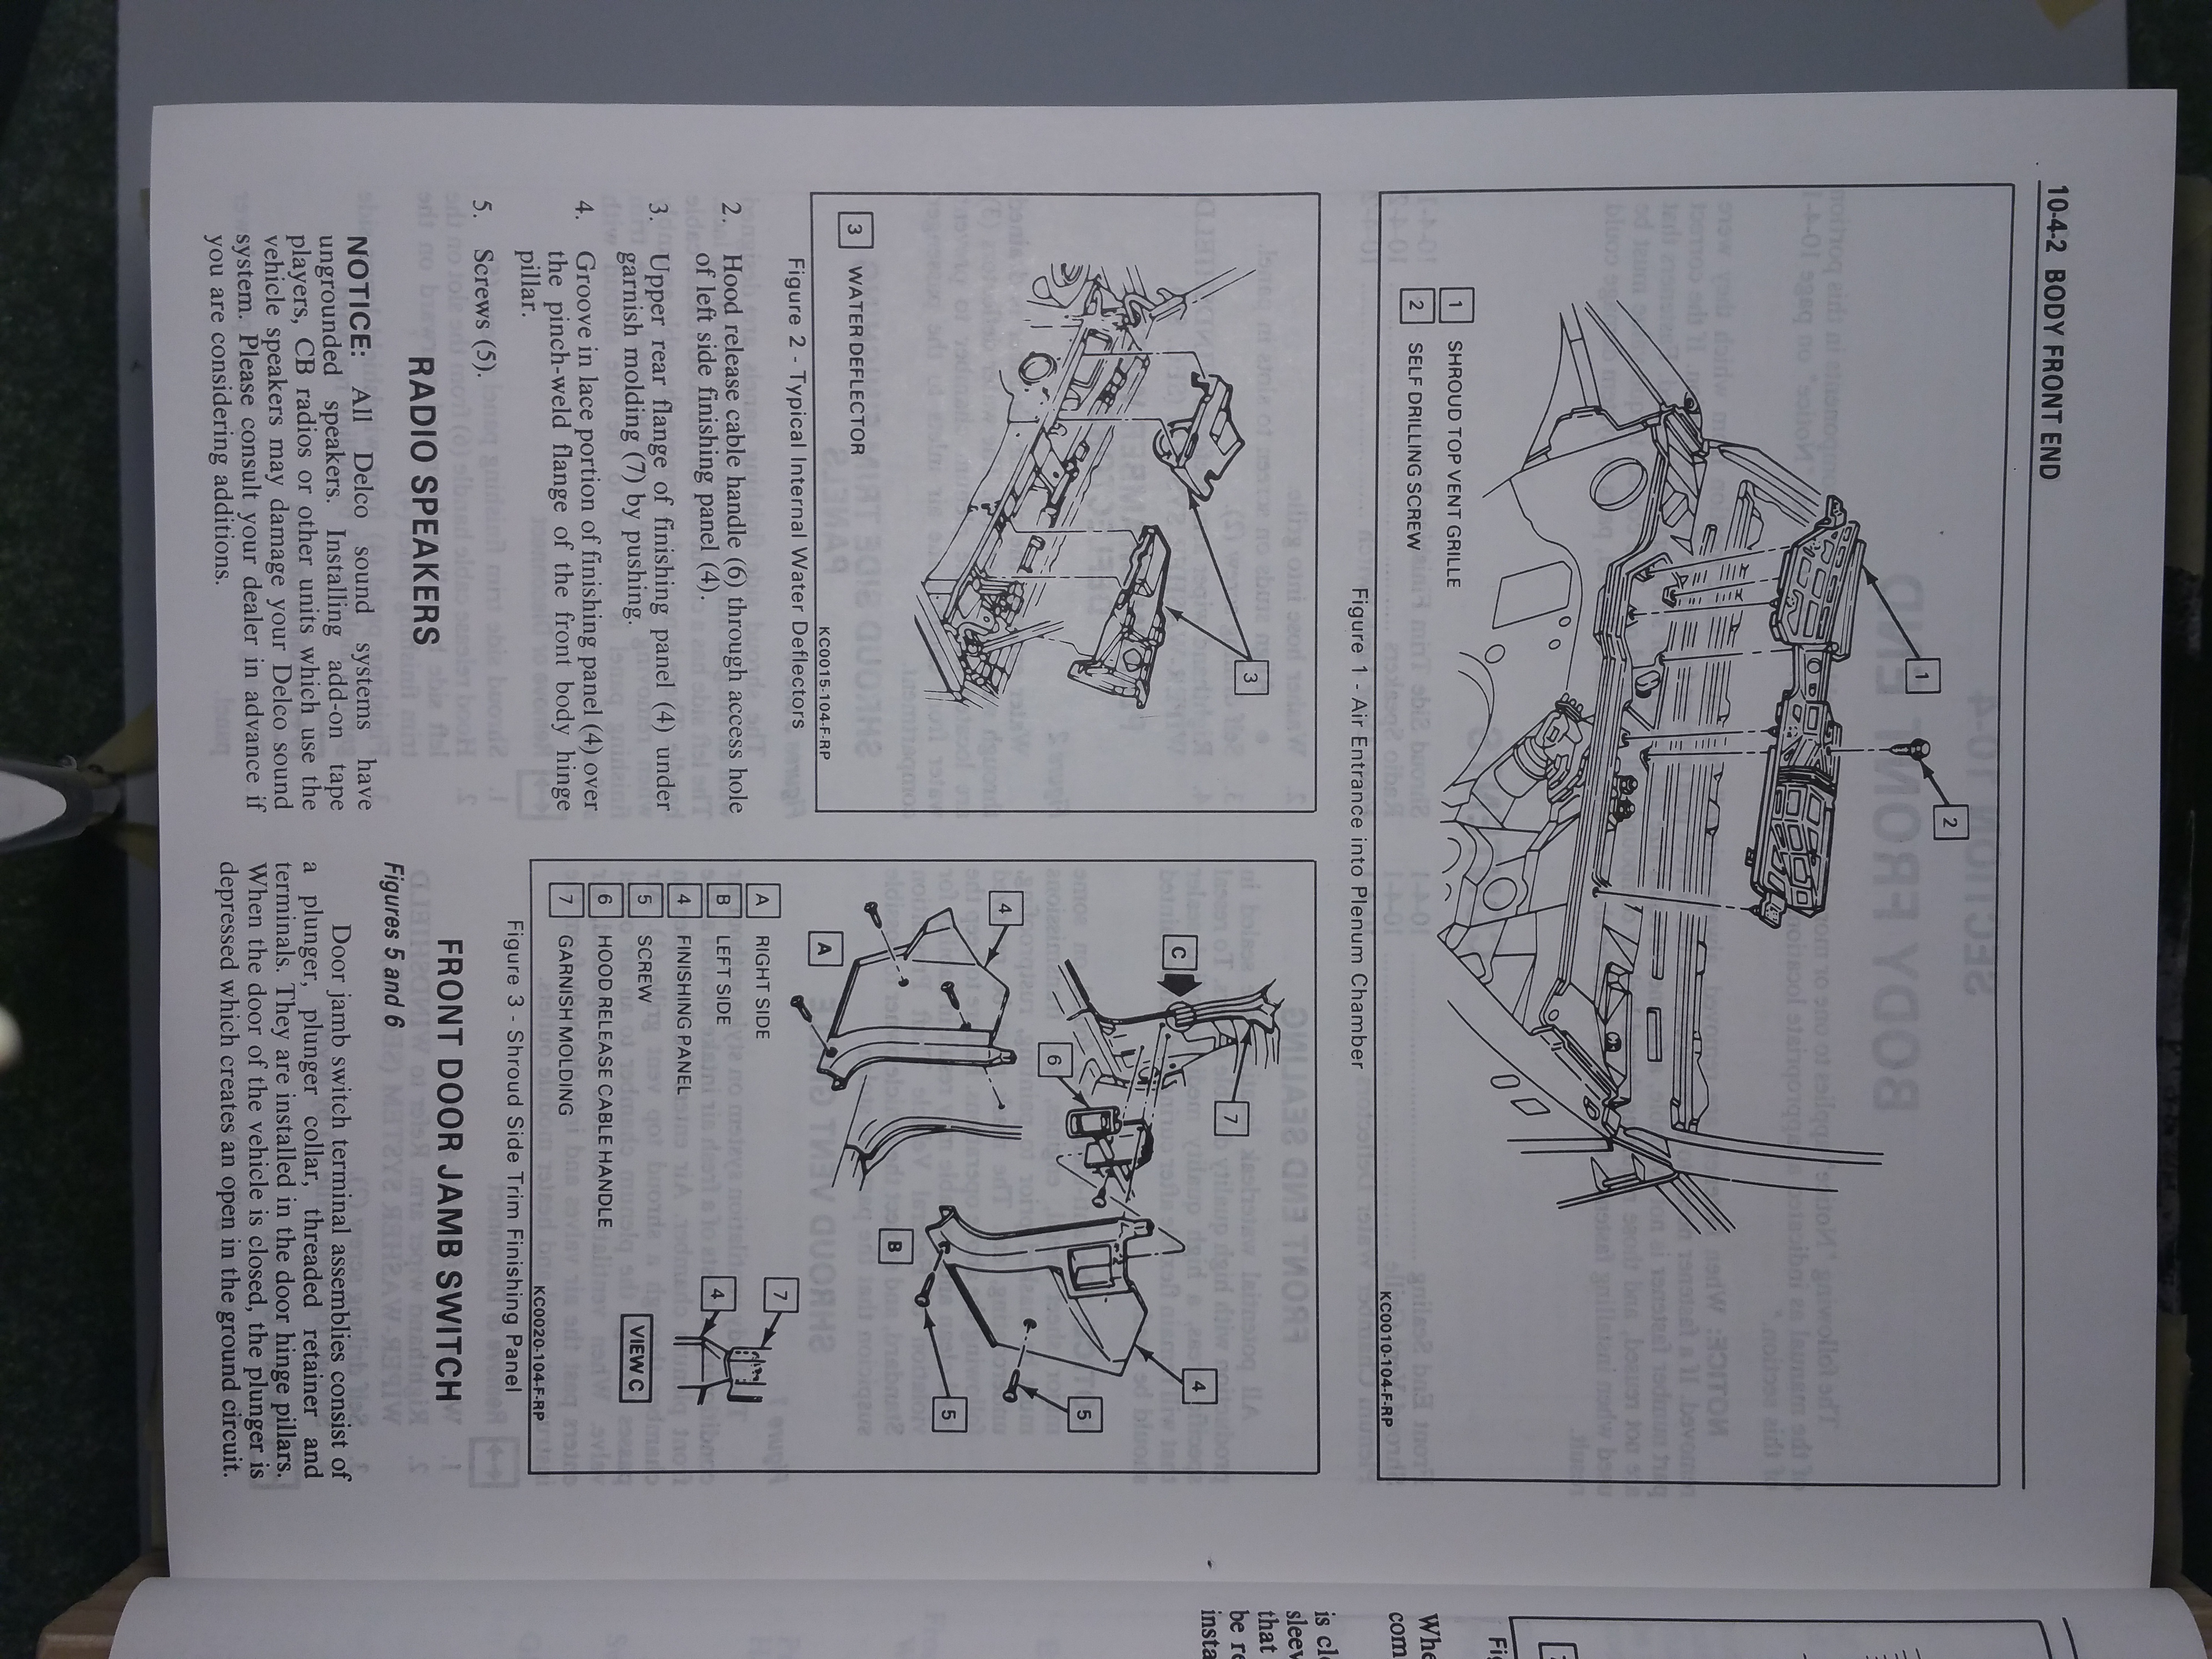 10-4-2 BODY FRONT END
1
2
1 SHROUD TOP VENT GRILLE
2 SELF DRILLING SCREW
KC0010-104-F-RP
Figure 1 - Air Entrance into Plenum Chamber
3
3 WATER DEFLECTOR
KC0015-104-F-RP
Figure 2 - Typical Internal Water Deflectors
2. Hood release cable handle (6) through access hole
of left side finishing panel (4).
3. Upper rear flange of finishing panel (4) under
garnish molding (7) by pushing.
4. Groove in lace portion of finishing panel (4) over
the pinch-weld flange of the front body hinge
pillar.
5. Screws (5).
RADIO SPEAKERS
NOTICE: All Delco sound systems have
ungrounded speakers. Installing add-on tape
players, CB radios or other units which use the
vehicle speakers may damage your Delco sound
system. Please consult your dealer in advance if
you are considering additions.
C
7
6
4
4
A
B
5
5
7
4
VIEW C
A RIGHT SIDE
B LEFT SIDE
4 FINISHING PANEL
5 SCREW
6 HOOD RELEASE CABLE HANDLE
7 GARNISH MOLDING
KC0020-104-F-RP
Figure 3 - Shroud Side Trim Finishing Panel
FRONT DOOR JAMB SWITCH
Figures 5 and 6
Door jamb switch terminal assemblies consist of
a plunger, plunger collar, threaded retainer and
terminals. They are installed in the door hinge pillars.
When the door of the vehicle is closed, the plunger is
depressed which creates an open in the ground circuit.
Whe
com
is clo
sleev
that
be re
insta